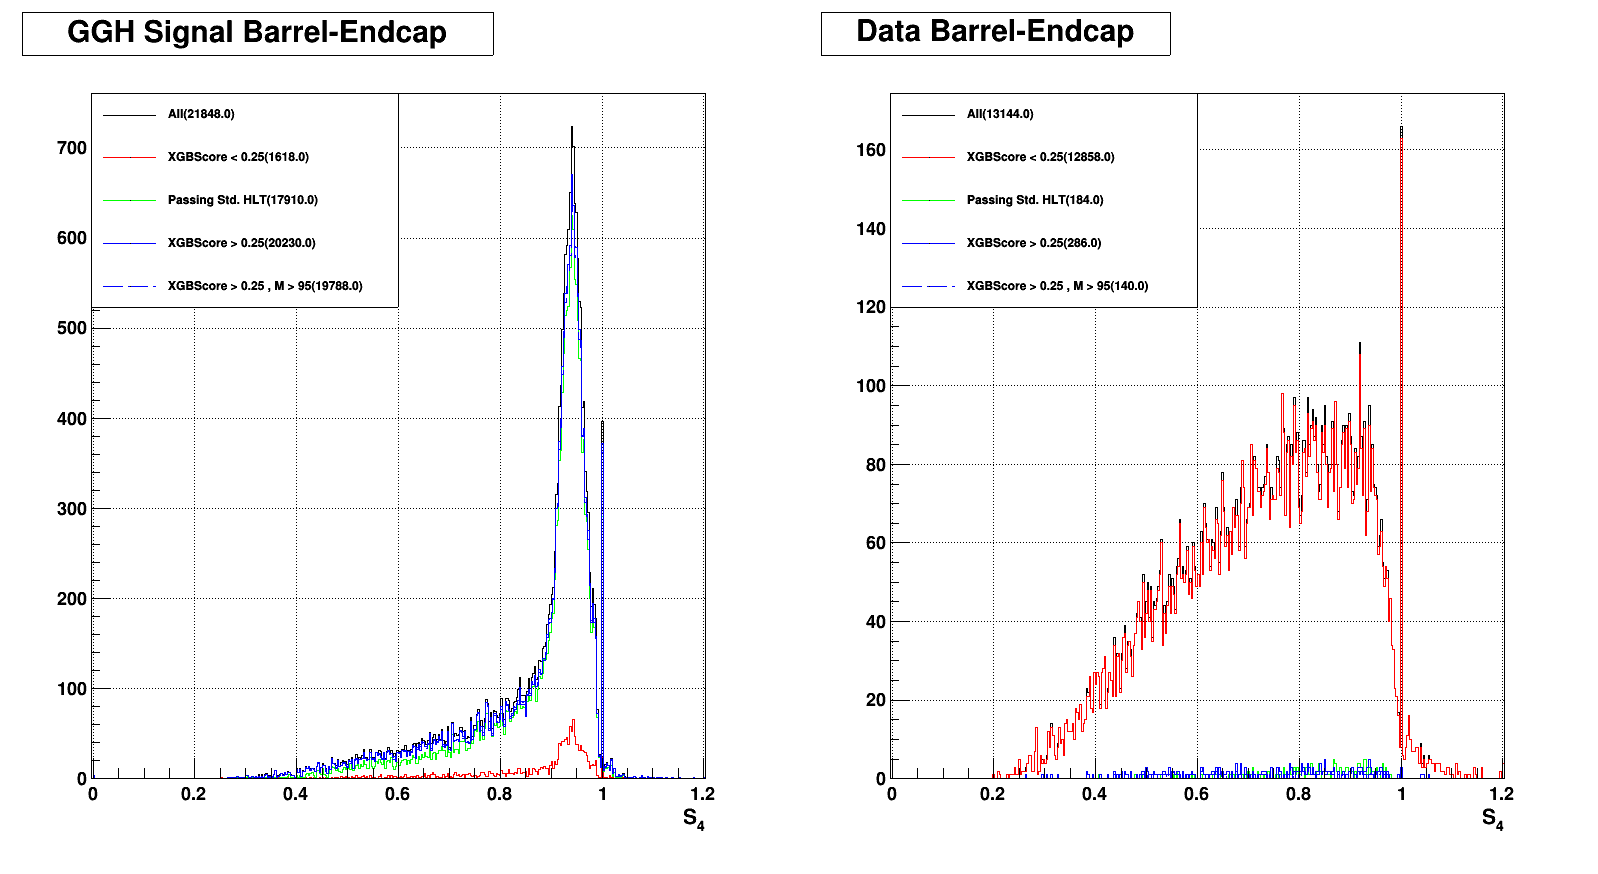 GGH Signal Barrel-Endcap
All(21848.0)
XGBScore < 0.25(1618.0)
Passing Std. HLT(17910.0)
XGBScore > 0.25(20230.0)
XGBScore > 0.25 , M > 95(19788.0)
700
600
500
400
300
200
100
0
0 0.2 0.4 0.6 0.8 1 1.2
S4
Data Barrel-Endcap
All(13144.0)
XGBScore < 0.25(12858.0)
Passing Std. HLT(184.0)
XGBScore > 0.25(286.0)
XGBScore > 0.25 , M > 95(140.0)
160
140
120
100
80
60
40
20
0
0 0.2 0.4 0.6 0.8 1 1.2
S4